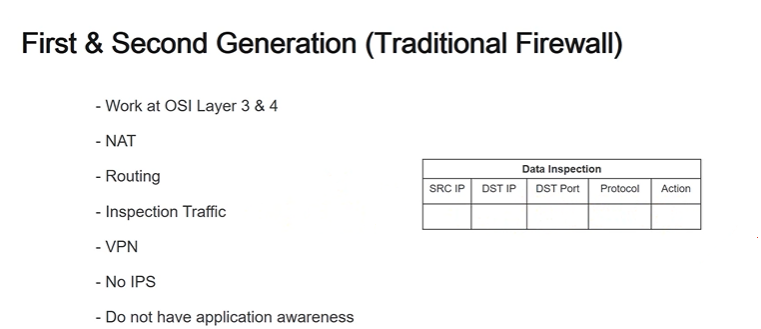 First & Second Generation (Traditional Firewall)
- Work at OSI Layer 3 & 4
- NAT
- Routing
- Inspection Traffic
- VPN
- No IPS
- Do not have application awareness
Data Inspection
SRC IP DST IP DST Port Protocol Action